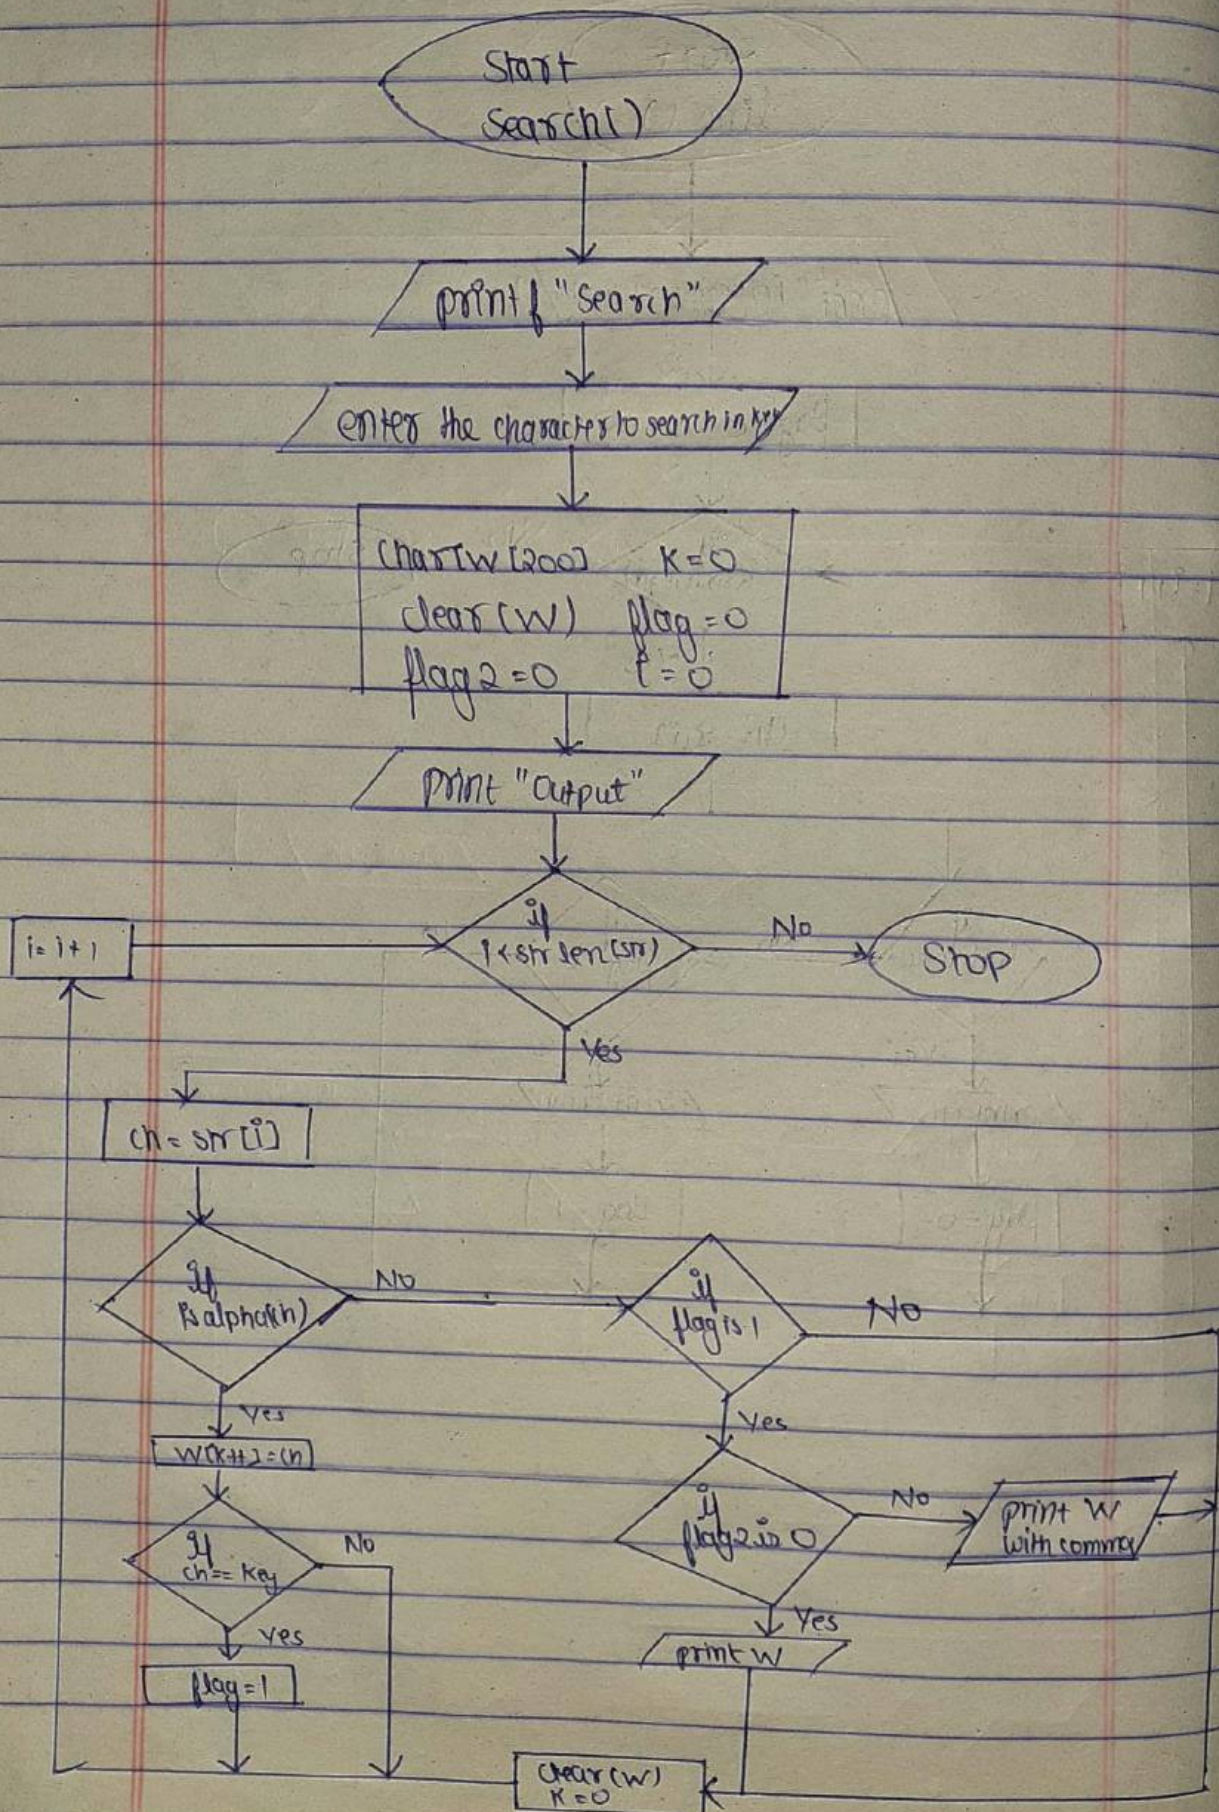 Start
Search()
printf "Search"
enter the character to search in key
char W[200] K=0
clear(W) flag=0
flag2=0 i=0
print "Output"
i=i+1
if
i<strlen(str)
No
Stop
Yes
ch=str[i]
if
isalpha(ch)
No
if
flag is 1
No
Yes
Yes
W[K++]=ch
if
flag2 is 0
No
print W
with comma
if
ch==Key
No
Yes
print W
Yes
flag=1
clear(W)
K=0